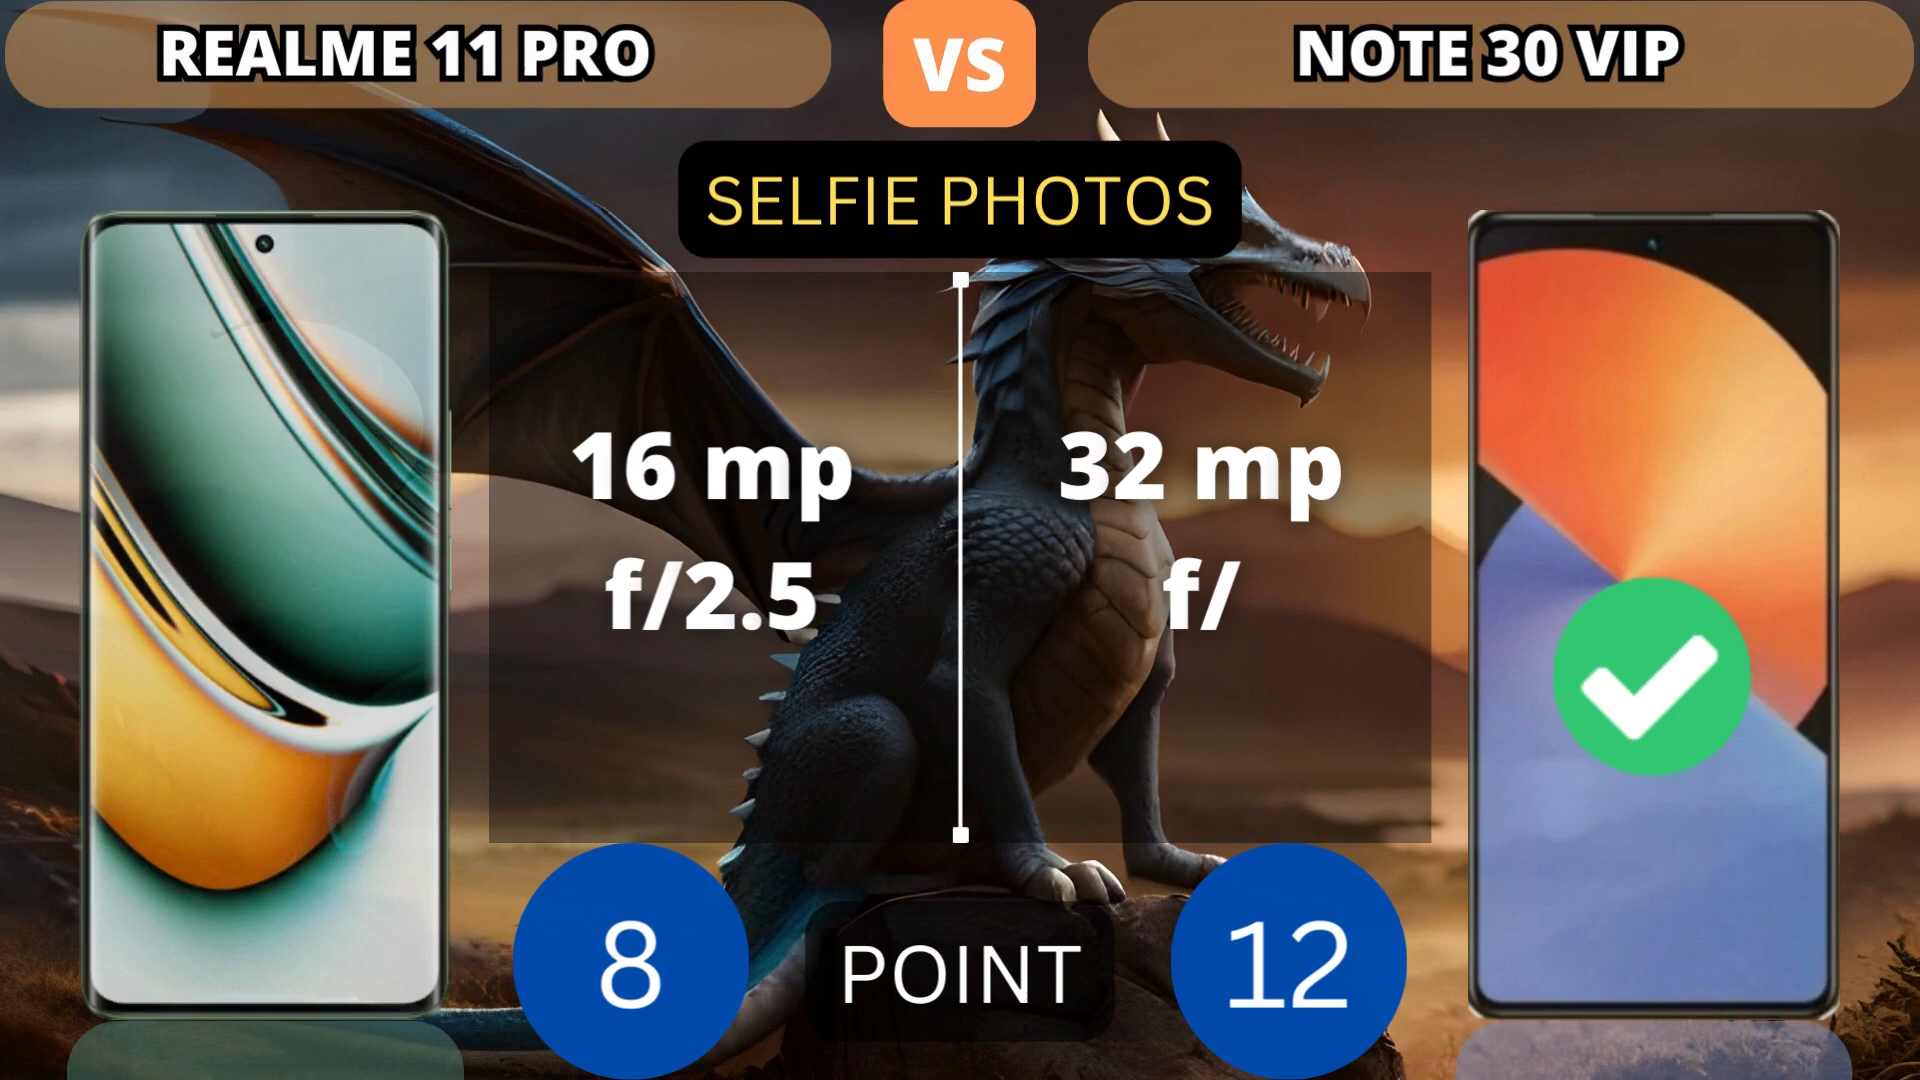 REALME 11 PRO
VS
NOTE 30 VIP
SELFIE PHOTOS
16 mp
f/2.5
32 mp
f/
8
POINT
12